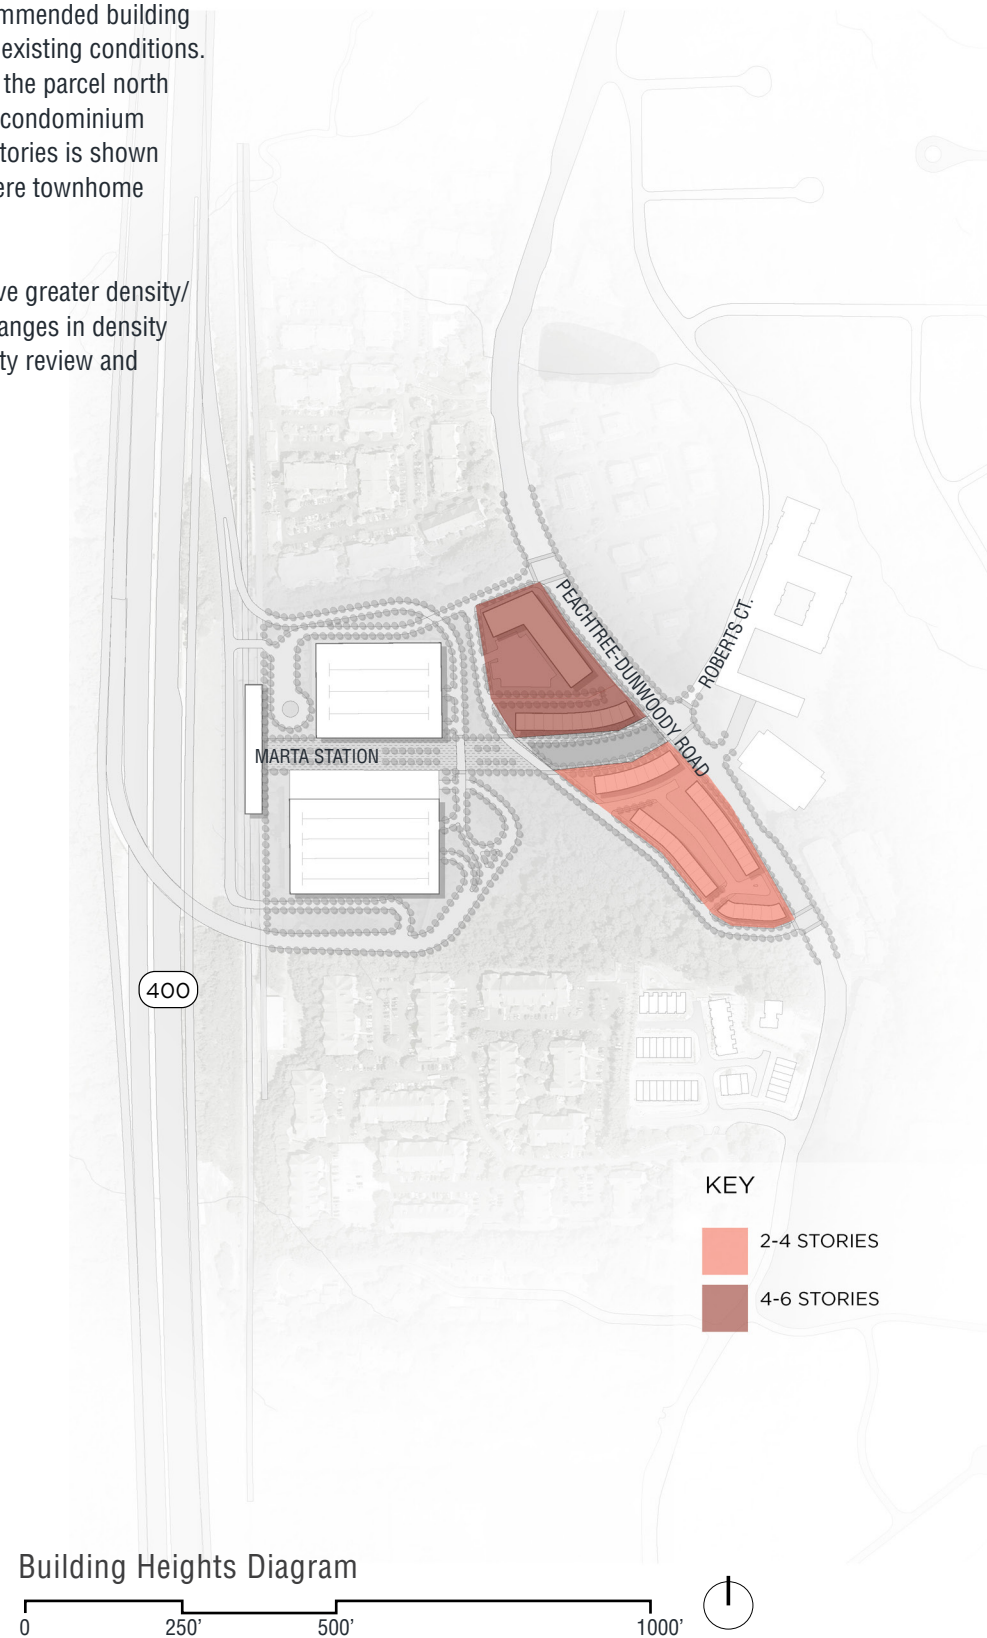 mmended building
existing conditions.
the parcel north
condominium
tories is shown
ere townhome
ve greater density/
anges in density
ty review and
PEACHTREE-DUNWOODY ROAD
ROBERTS CT.
MARTA STATION
400
KEY
2-4 STORIES
4-6 STORIES
Building Heights Diagram
0 250' 500' 1000'